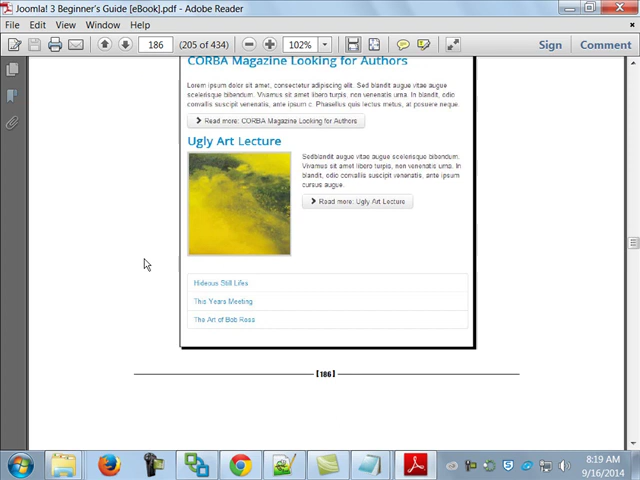 Joomla! 3 Beginner's Guide [eBook].pdf - Adobe Reader
File Edit View Window Help
186 (205 of 434) 102% Sign Comment
CORBA Magazine Looking for Authors
Lorem ipsum dolor sit amet, consectetur adipiscing elit. Sed blandit augue vitae augue
scelerisque bibendum. Vivamus sit amet libero turpis, non venenatis urna. In blandit, odio
convallis suscipit venenatis, ante ipsum c. Phasellus quis lectus metus, at posuere neque.
Read more: CORBA Magazine Looking for Authors
Ugly Art Lecture
Sedblandit augue vitae augue scelerisque bibendum.
Vivamus sit amet libero turpis, non venenatis urna. In
blandit, odio convallis suscipit venenatis, ante ipsum
cursus augue.
Read more: Ugly Art Lecture
Hideous Still Lifes
This Years Meeting
The Art of Bob Ross
[186]
8:19 AM
9/16/2014